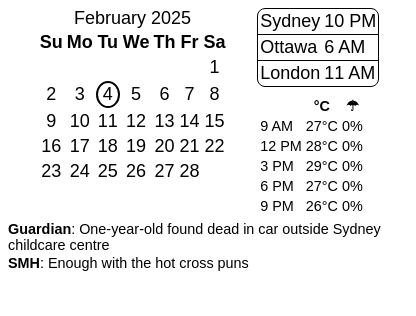 February 2025
Su Mo Tu We Th Fr Sa
1
2 3 4 5 6 7 8
9 10 11 12 13 14 15
16 17 18 19 20 21 22
23 24 25 26 27 28
Sydney 10 PM
Ottawa 6 AM
London 11 AM
°C ☂
9 AM 27°C 0%
12 PM 28°C 0%
3 PM 29°C 0%
6 PM 27°C 0%
9 PM 26°C 0%
Guardian: One-year-old found dead in car outside Sydney
childcare centre
SMH: Enough with the hot cross puns